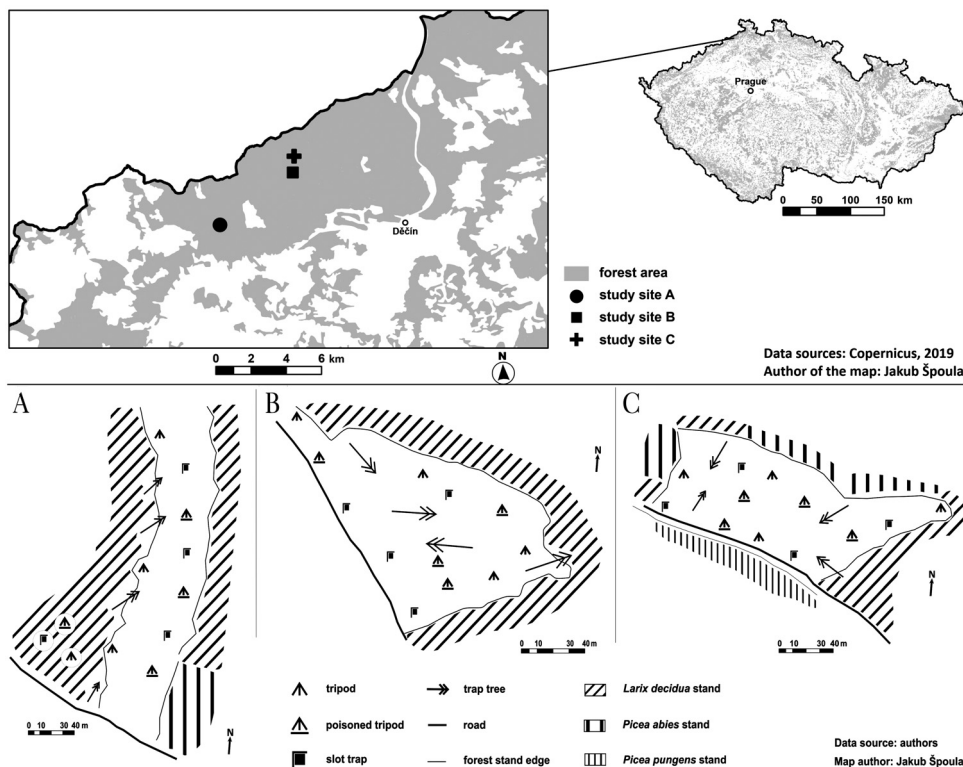 Prague
0 50 100 150 km
Děčín
forest area
study site A
study site B
study site C
0 2 4 6 km
N
Data sources: Copernicus, 2019
Author of the map: Jakub Špoula
A
B
C
N
N
N
0 10 20 30 40 m
0 10 20 30 40 m
0 10 20 30 40 m
tripod
trap tree
Larix decidua stand
poisoned tripod
road
Picea abies stand
slot trap
forest stand edge
Picea pungens stand
Data source: authors
Map author: Jakub Špoula